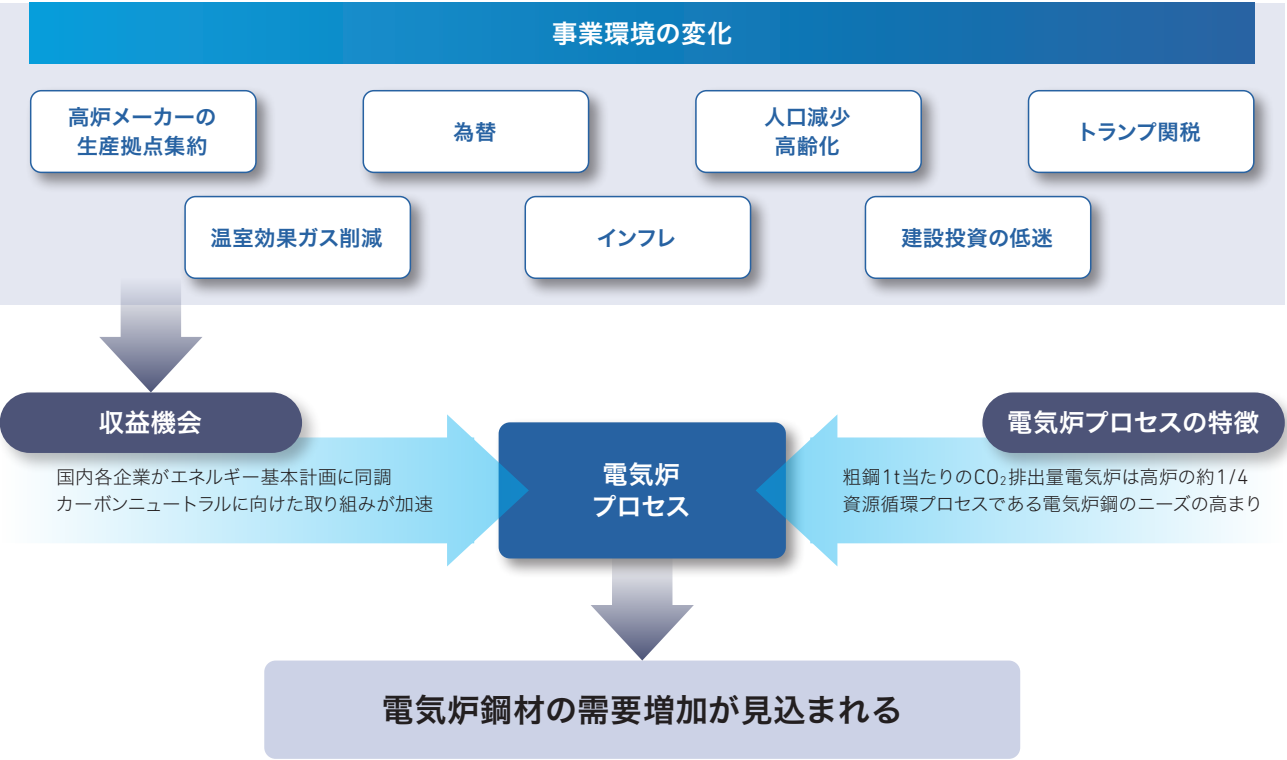 事業環境の変化
高炉メーカーの
生産拠点集約
為替
人口減少
高齢化
トランプ関税
温室効果ガス削減
インフレ
建設投資の低迷
収益機会
国内各企業がエネルギー基本計画に同調
カーボンニュートラルに向けた取り組みが加速
電気炉
プロセス
電気炉プロセスの特徴
粗鋼1t当たりのCO₂排出量電気炉は高炉の約1/4
資源循環プロセスである電気炉鋼のニーズの高まり
電気炉鋼材の需要増加が見込まれる